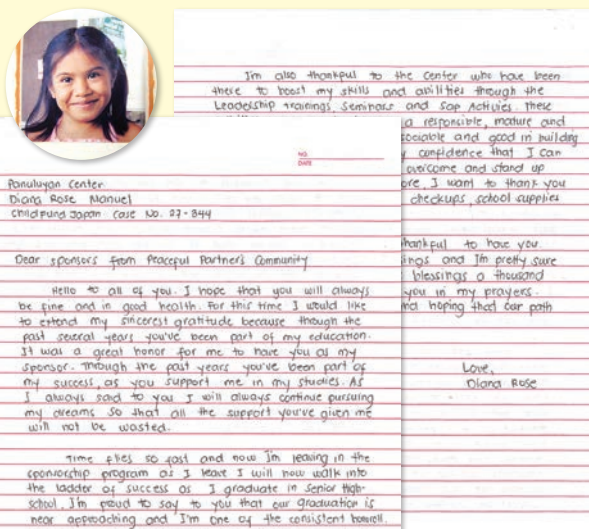 NO.
DATE
Panuluyan Center
Diana Rose Manuel
Childfund Japan Case No. 27-344
Dear sponsors from Peaceful Partner's Community
Hello to all of you. I hope that you will always
be fine and in good health. For this time I would like
to extend my sincerest gratitude because through the
past several years you've been part of my education.
It was a great honor for me to have you as my
sponsor. Through the past years you've been part of
my success, as you support me in my studies. As
I always said to you I will always continue pursuing
my dreams so that all the support you've given me
will not be wasted.
Time flies so fast and now I'm leaving in the
sponsorship program as I leave I will now walk into
the ladder of success as I graduate in Senior High-
school. I'm proud to say to you that our graduation is
near approaching and I'm one of the consistent honroll.
I'm also thankful to the Center who have been
there to boost my skills and abilities through the
Leadership trainings, Seminars and Sap Activies. these
a responsible, mature and
sociable and good in building
confidence that I can
overcome and stand up
ore, I want to thank you
checkups, school supplies
thankful to have you.
ings and I'm pretty sure
blessings a thousand
you in my prayers.
hoping that our path
Love,
Diana Rose